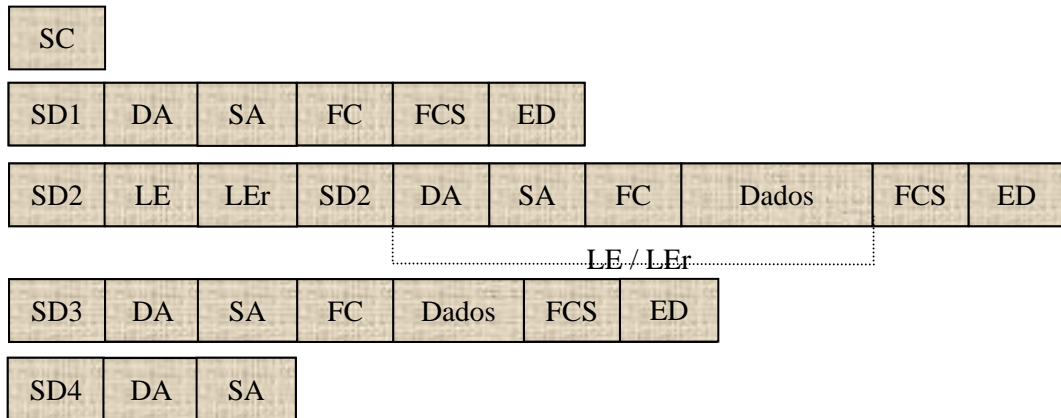 SC
SD1 DA SA FC FCS ED
SD2 LE LEr SD2 DA SA FC Dados FCS ED
LE / LEr
SD3 DA SA FC Dados FCS ED
SD4 DA SA